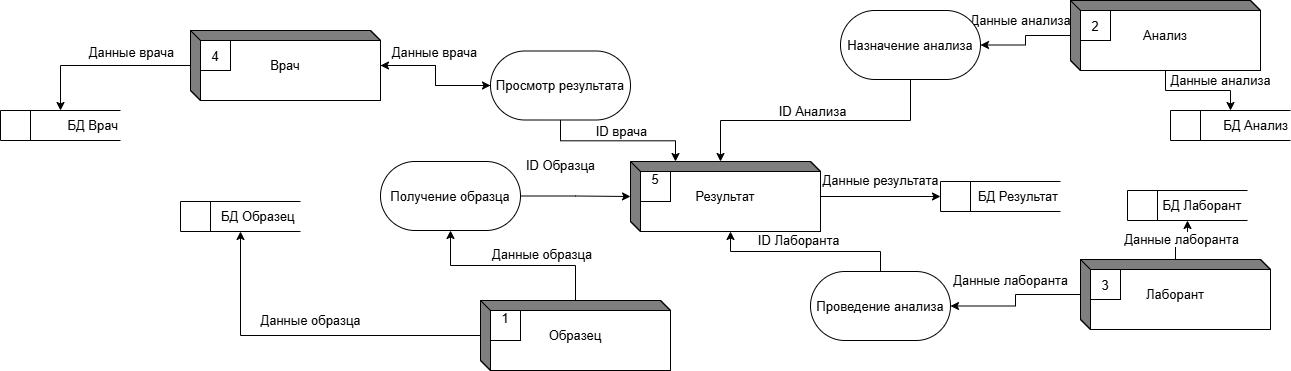 Данные анализа
2
Анализ
Назначение анализа
Данные врача
4
Врач
Данные врача
Просмотр результата
Данные анализа
БД Врач
ID врача
ID Анализа
БД Анализ
ID Образца
5
Результат
Получение образца
Данные результата
БД Результат
БД Лаборант
БД Образец
Данные образца
ID Лаборанта
Данные лаборанта
Данные лаборанта
3
Лаборант
Проведение анализа
Данные образца
1
Образец